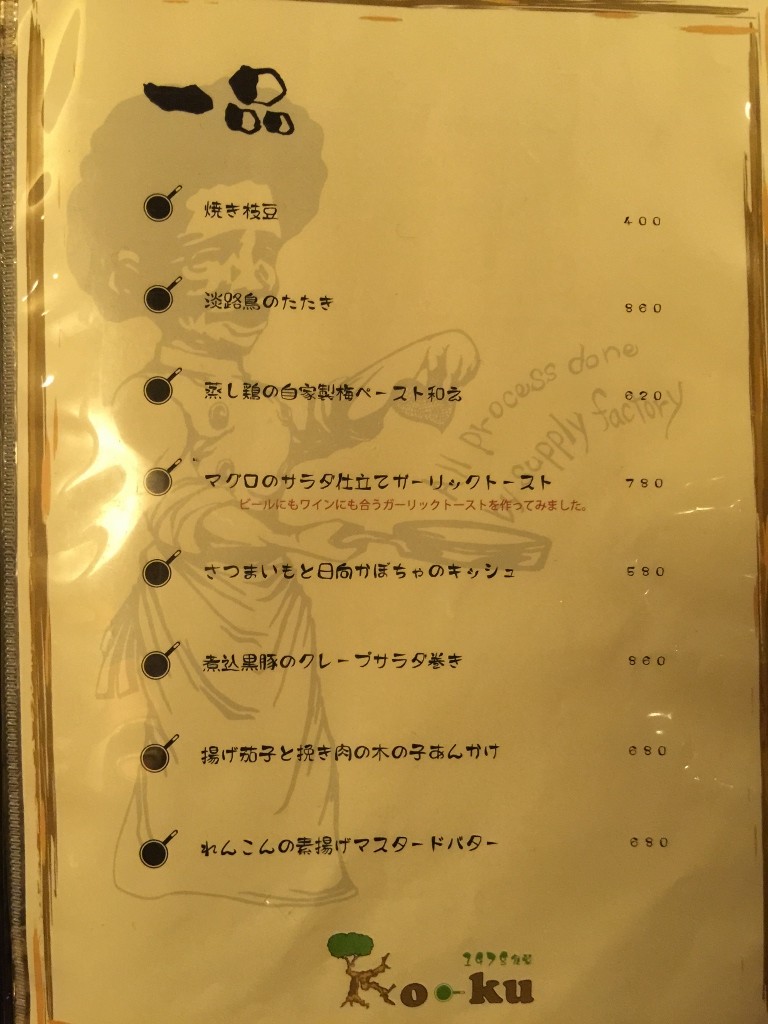 一品
焼き枝豆 400
淡路鳥のたたき 860
蒸し鶏の自家製梅ペースト和え 620
マグロのサラダ仕立てガーリックトースト 780
ビールにもワインにも合うガーリックトーストを作ってみました。
さつまいもと日向かぼちゃのキッシュ 580
煮込黒豚のクレープサラダ巻き 860
揚げ茄子と挽き肉の木の子あんかけ 680
れんこんの素揚げマスタードバター 680
All process done
supply factory
1978
Koo-ku